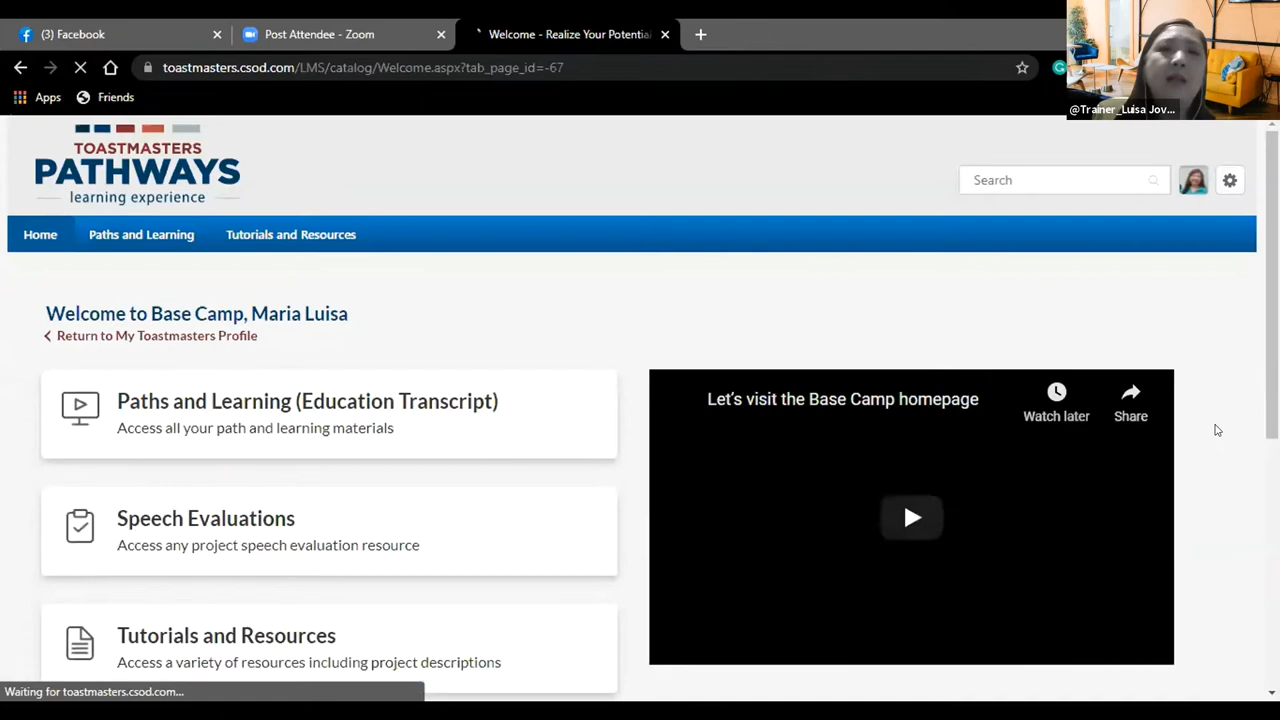 (3) Facebook
Post Attendee - Zoom
Welcome - Realize Your Potential
toastmasters.csod.com/LMS/catalog/Welcome.aspx?tab_page_id=-67
Apps
Friends
@Trainer_Luisa Jov...
TOASTMASTERS
PATHWAYS
learning experience
Search
Home
Paths and Learning
Tutorials and Resources
Welcome to Base Camp, Maria Luisa
Return to My Toastmasters Profile
Paths and Learning (Education Transcript)
Access all your path and learning materials
Speech Evaluations
Access any project speech evaluation resource
Tutorials and Resources
Access a variety of resources including project descriptions
Let's visit the Base Camp homepage
Watch later
Share
Waiting for toastmasters.csod.com...